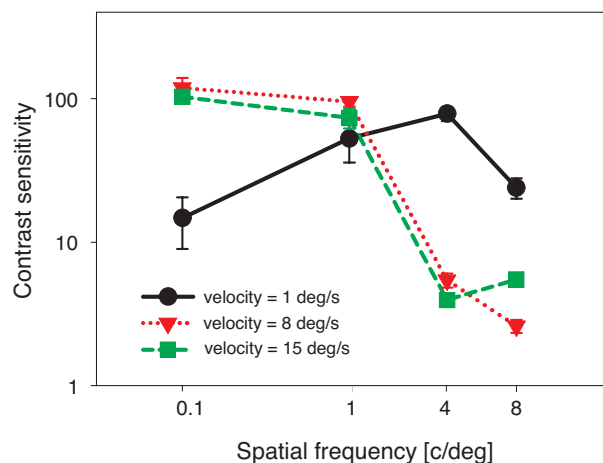 Contrast sensitivity
100
10
1
velocity = 1 deg/s
velocity = 8 deg/s
velocity = 15 deg/s
0.1 1 4 8
Spatial frequency [c/deg]